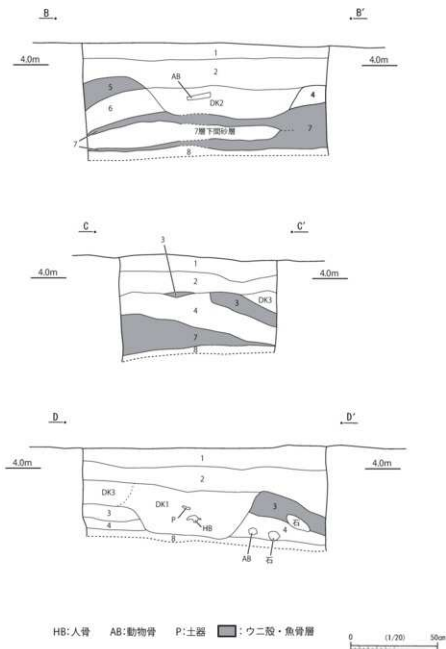 B B′
1
4.0m 2 4.0m
AB
5 4
DK2
6
7層下間砂層 7
7
8
C C′
3
1
4.0m 2 4.0m
3 DK3
4
7
8
D D′
1
4.0m 4.0m
2
DK3 DK1 3
P 石
3 HB
4 4
8
AB 石
HB:人骨 AB:動物骨 P:土器 :ウニ殻・魚骨層
0 (1/20) 50cm